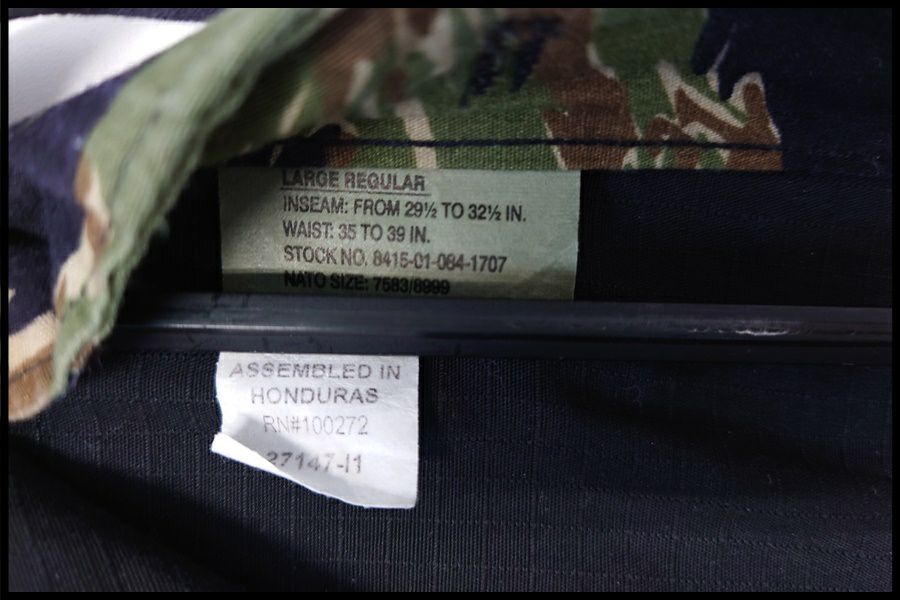 LARGE REGULAR
INSEAM: FROM 29½ TO 32½ IN.
WAIST: 35 TO 39 IN.
STOCK NO. 8415-01-084-1707
NATO SIZE: 7583/8999
ASSEMBLED IN
HONDURAS
RN#100272
27147-I1